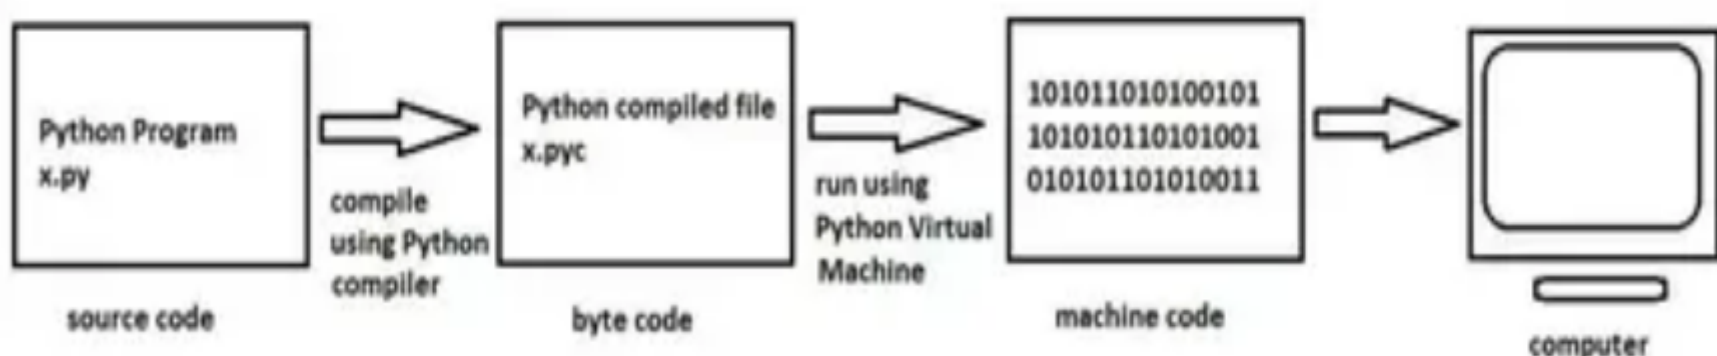 Python Program
x.py
source code
compile
using Python
compiler
Python compiled file
x.pyc
byte code
run using
Python Virtual
Machine
101011010100101
101010110101001
010101101010011
machine code
computer